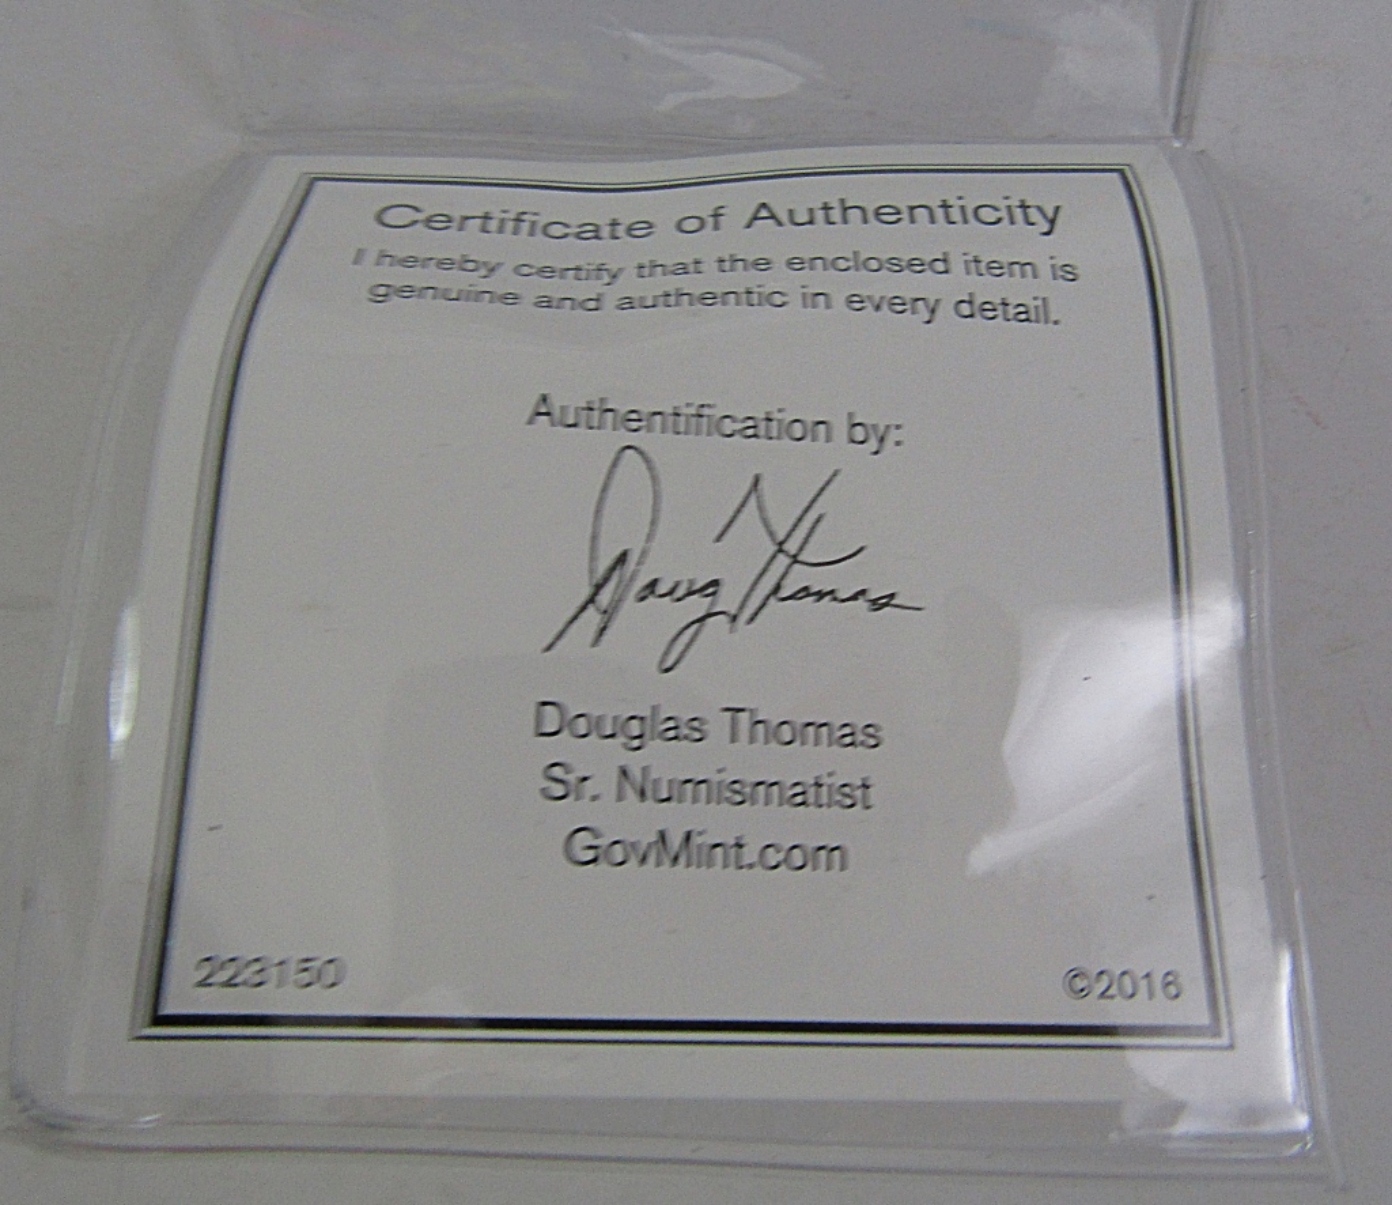 Certificate of Authenticity
I hereby certify that the enclosed item is
genuine and authentic in every detail.
Authentification by:
Doug Thomas
Douglas Thomas
Sr. Numismatist
GovMint.com
223150
©2016